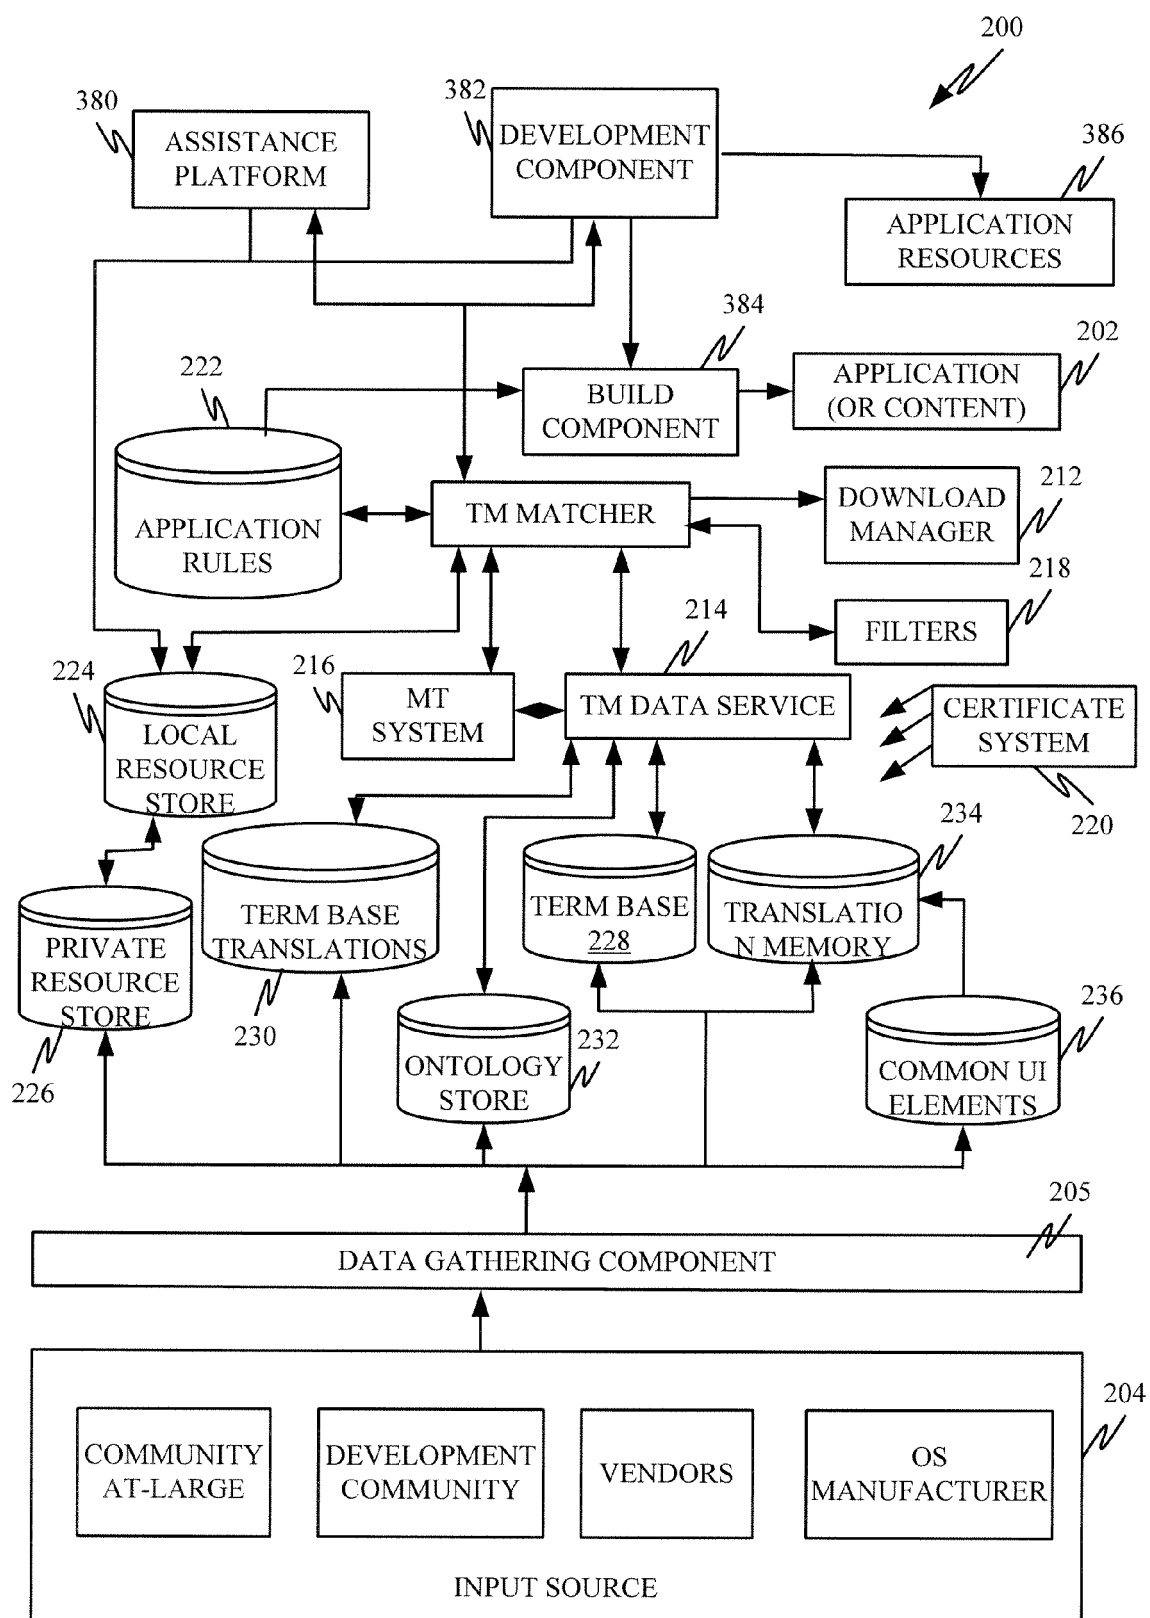 200
380
382
ASSISTANCE
PLATFORM
DEVELOPMENT
COMPONENT
386
APPLICATION
RESOURCES
384
202
222
BUILD
COMPONENT
APPLICATION
(OR CONTENT)
APPLICATION
RULES
TM MATCHER
DOWNLOAD
MANAGER
212
218
FILTERS
214
224
216
MT
SYSTEM
TM DATA SERVICE
CERTIFICATE
SYSTEM
220
LOCAL
RESOURCE
STORE
234
TERM BASE
TRANSLATIONS
230
TERM BASE
228
TRANSLATIO
N MEMORY
PRIVATE
RESOURCE
STORE
226
ONTOLOGY
STORE
232
236
COMMON UI
ELEMENTS
205
DATA GATHERING COMPONENT
204
COMMUNITY
AT-LARGE
DEVELOPMENT
COMMUNITY
VENDORS
OS
MANUFACTURER
INPUT SOURCE